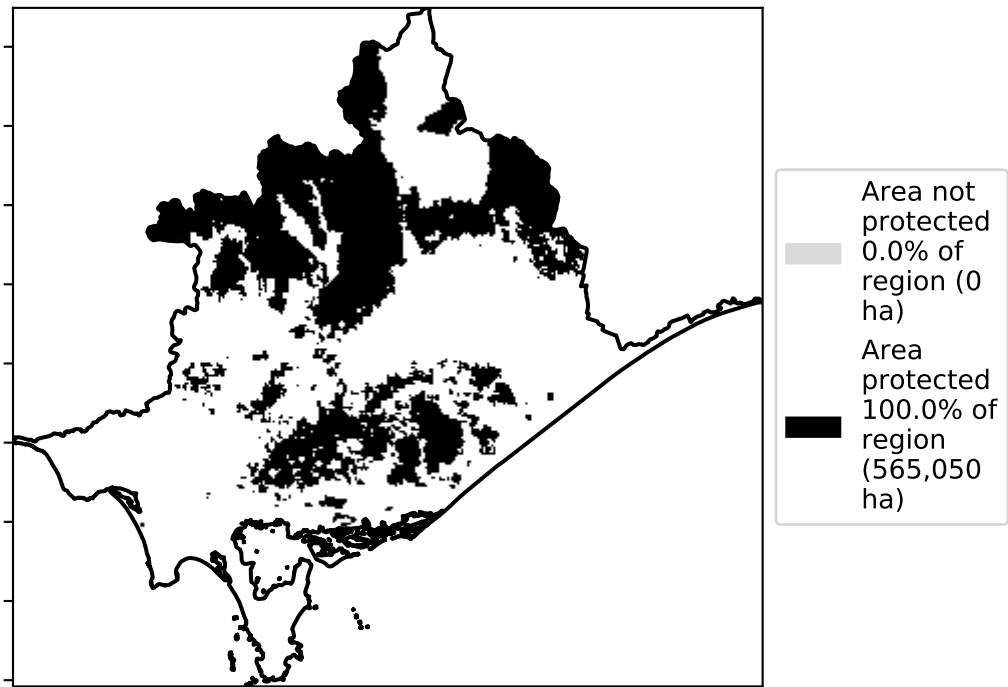 Area not
protected
0.0% of
region (0
ha)
Area
protected
100.0% of
region
(565,050
ha)